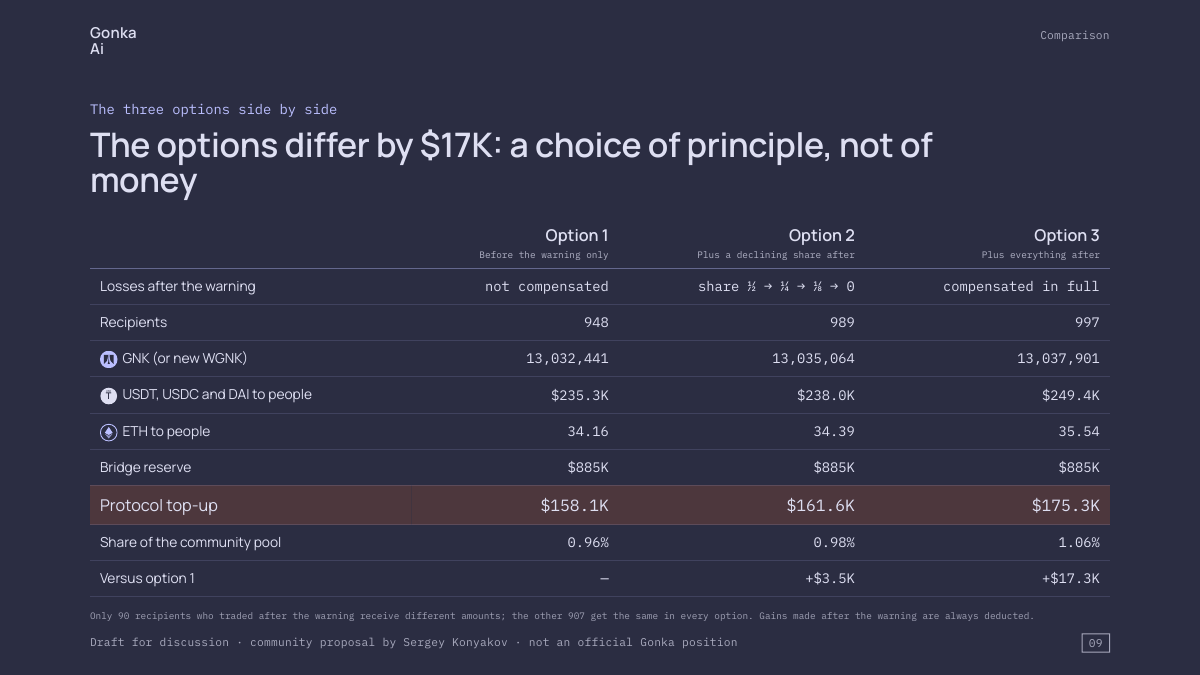 Gonka
Ai
Comparison
The three options side by side
The options differ by $17K: a choice of principle, not of
money
Option 1 Option 2 Option 3
Before the warning only Plus a declining share after Plus everything after
Losses after the warning not compensated share ½ → ¼ → ⅛ → 0 compensated in full
Recipients 948 989 997
GNK (or new WGNK) 13,032,441 13,035,064 13,037,901
USDT, USDC and DAI to people $235.3K $238.0K $249.4K
ETH to people 34.16 34.39 35.54
Bridge reserve $885K $885K $885K
Protocol top-up $158.1K $161.6K $175.3K
Share of the community pool 0.96% 0.98% 1.06%
Versus option 1 — +$3.5K +$17.3K
Only 90 recipients who traded after the warning receive different amounts; the other 907 get the same in every option. Gains made after the warning are always deducted.
Draft for discussion · community proposal by Sergey Konyakov · not an official Gonka position
09